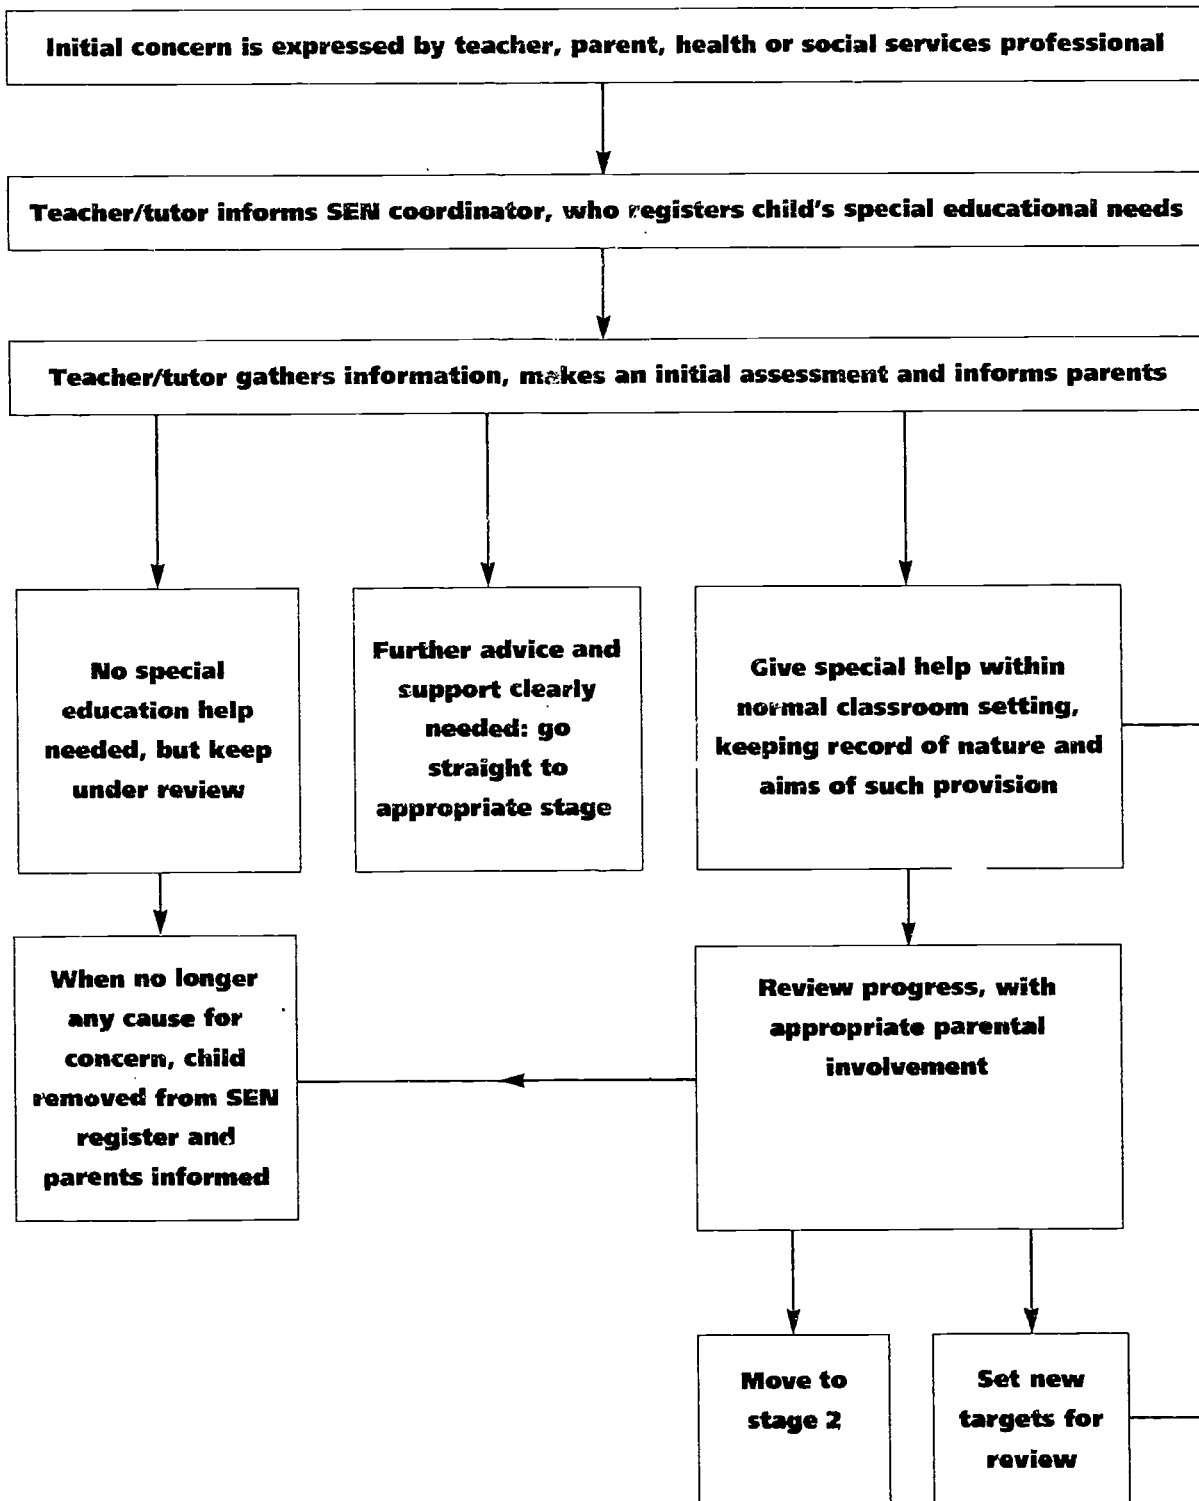 Initial concern is expressed by teacher, parent, health or social services professional
Teacher/tutor informs SEN coordinator, who registers child's special educational needs
Teacher/tutor gathers information, makes an initial assessment and informs parents
No special
education help
needed, but keep
under review
Further advice and
support clearly
needed: go
straight to
appropriate stage
Give special help within
normal classroom setting,
keeping record of nature and
aims of such provision
When no longer
any cause for
concern, child
removed from SEN
register and
parents informed
Review progress, with
appropriate parental
involvement
Move to
stage 2
Set new
targets for
review